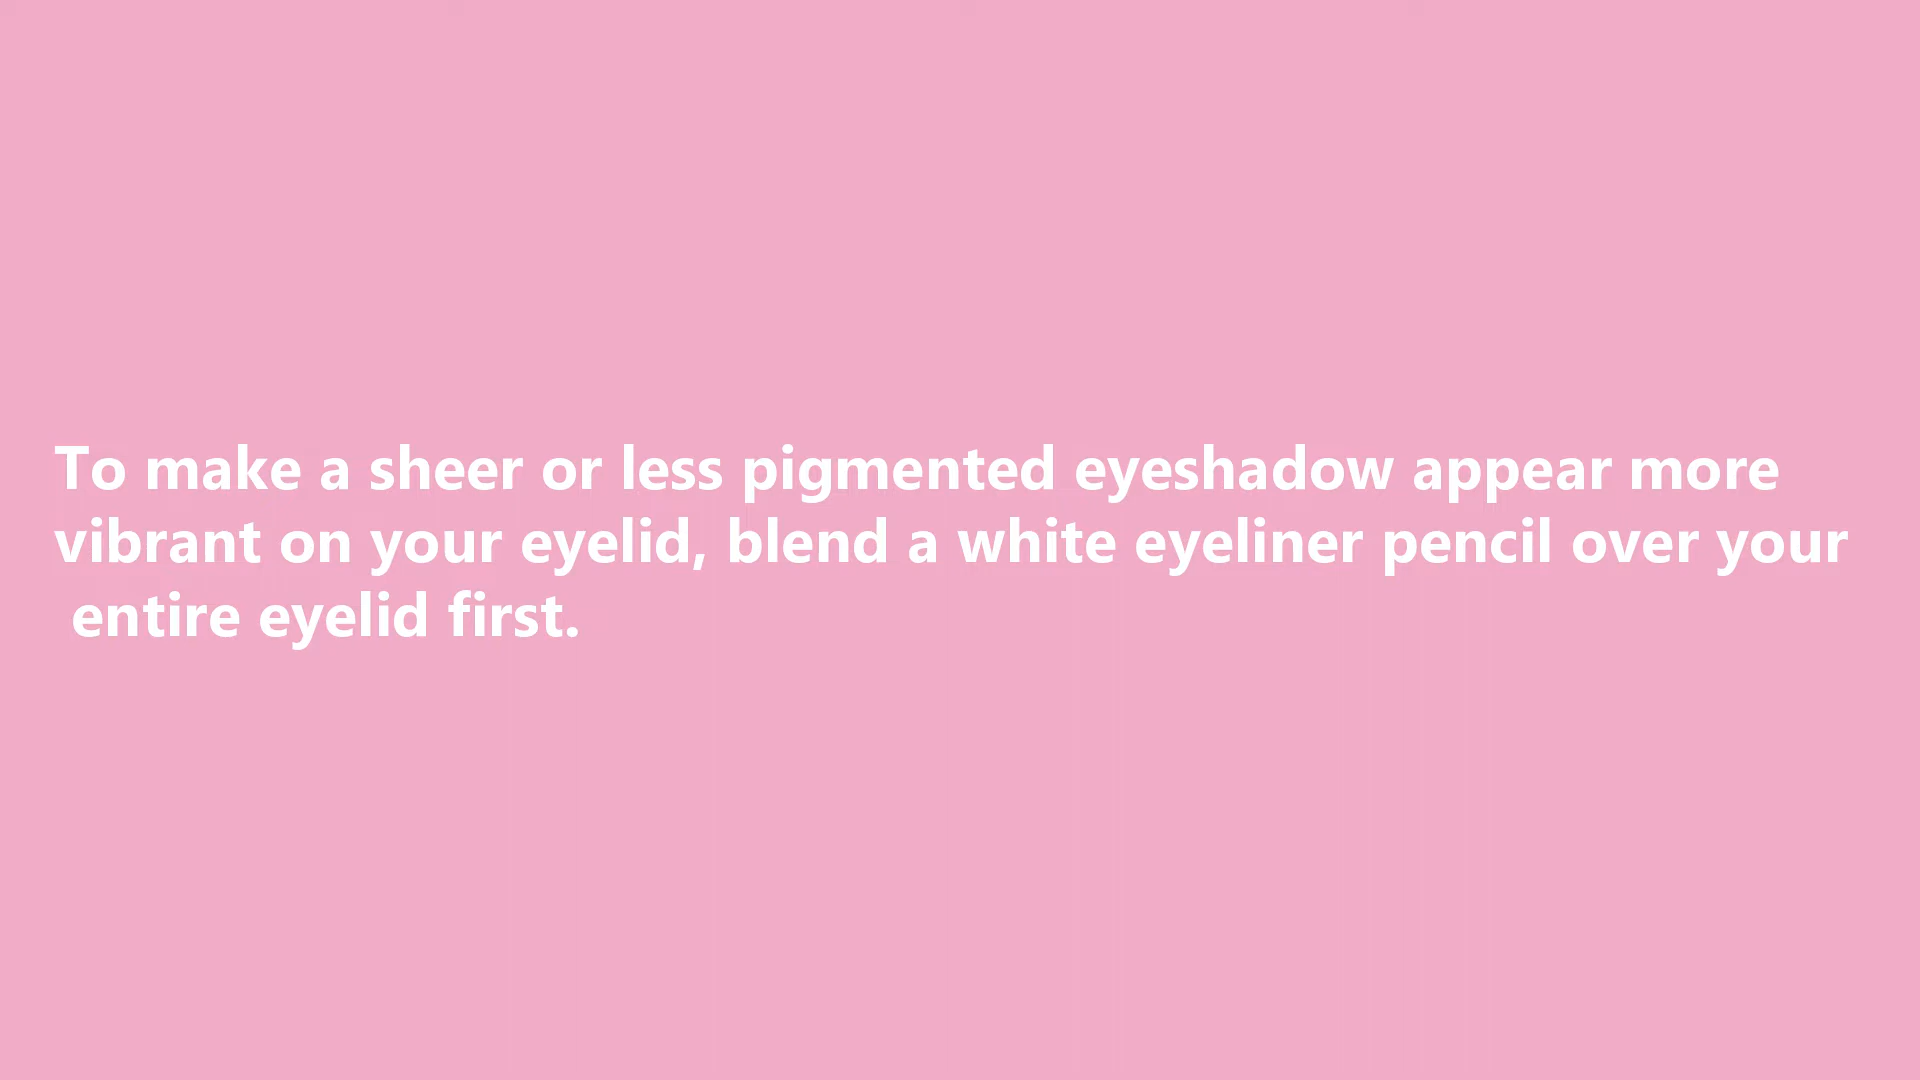 To make a sheer or less pigmented eyeshadow appear more
vibrant on your eyelid, blend a white eyeliner pencil over your
entire eyelid first.